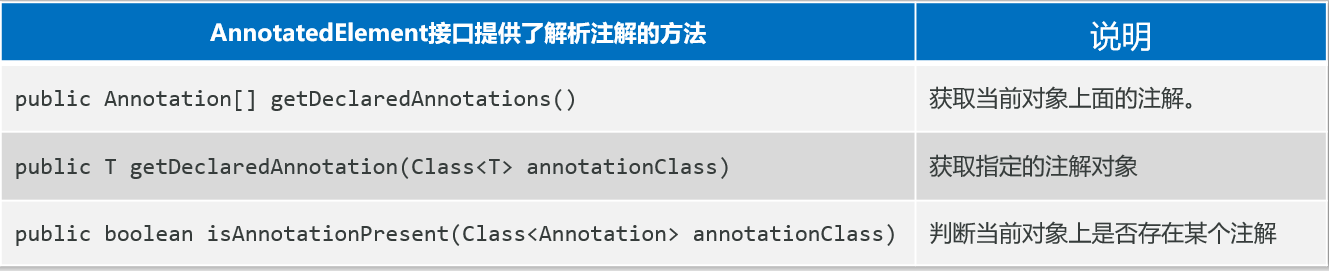 AnnotatedElement接口提供了解析注解的方法
说明
public Annotation[] getDeclaredAnnotations()
获取当前对象上面的注解。
public T getDeclaredAnnotation(Class<T> annotationClass)
获取指定的注解对象
public boolean isAnnotationPresent(Class<Annotation> annotationClass)
判断当前对象上是否存在某个注解